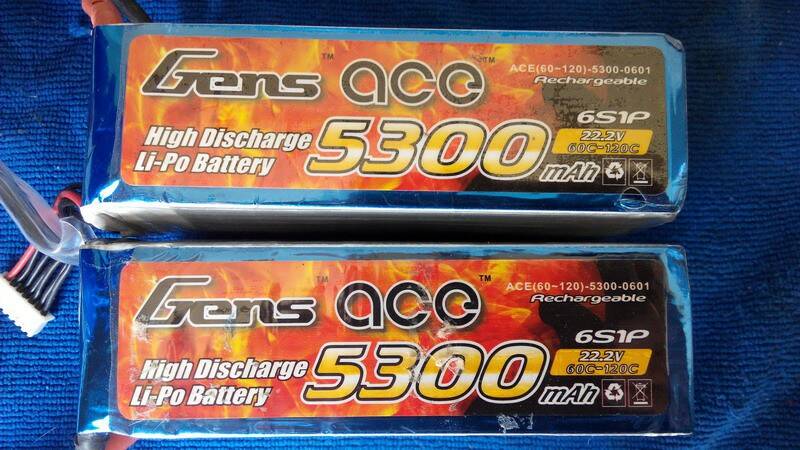 Gens ace™™
ACE(60~120)-5300-0601
Rechargeable
High Discharge
Li-Po Battery
5300 mAh
6S1P
22.2V
60C-120C
Gens ace™™
ACE(60~120)-5300-0601
Rechargeable
High Discharge
Li-Po Battery
5300 mAh
6S1P
22.2V
60C-120C